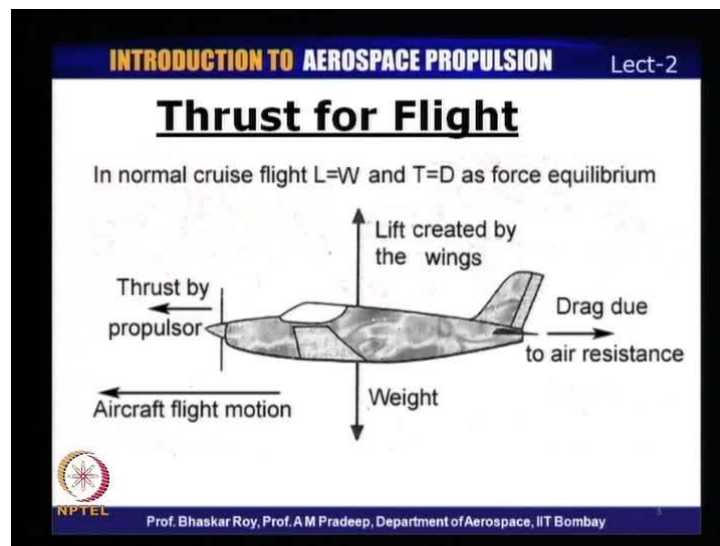 INTRODUCTION TO AEROSPACE PROPULSION
Lect-2
Thrust for Flight
In normal cruise flight L=W and T=D as force equilibrium
Lift created by
the wings
Thrust by
propulsor
Drag due
to air resistance
Aircraft flight motion
Weight
NPTEL
Prof. Bhaskar Roy, Prof. A M Pradeep, Department of Aerospace, IIT Bombay